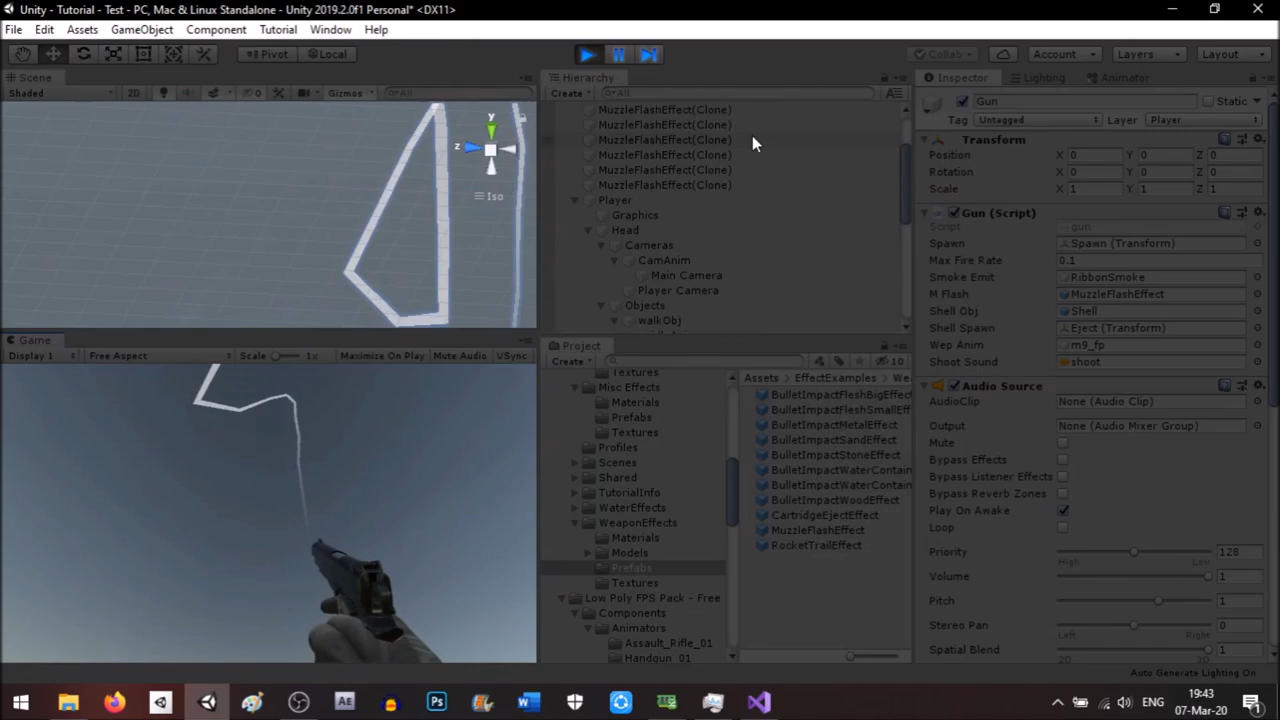 Unity - Tutorial - Test - PC, Mac & Linux Standalone - Unity 2019.2.0f1 Personal* <DX11>
File Edit Assets GameObject Component Tutorial Window Help
Pivot Local Collab Account Layers Layout
Scene
Shaded 2D 0 Gizmos All
y
z
Iso
Game
Display 1 Free Aspect Scale 1x Maximize On Play Mute Audio VSync
Hierarchy
Create All
MuzzleFlashEffect(Clone)
MuzzleFlashEffect(Clone)
MuzzleFlashEffect(Clone)
MuzzleFlashEffect(Clone)
MuzzleFlashEffect(Clone)
MuzzleFlashEffect(Clone)
Player
Graphics
Head
Cameras
CamAnim
Main Camera
Player Camera
Objects
walkObj
Project
Create 10
Textures
Misc Effects
Materials
Prefabs
Textures
Profiles
Scenes
Shared
TutorialInfo
WaterEffects
WeaponEffects
Materials
Models
Prefabs
Textures
Low Poly FPS Pack - Free
Components
Animators
Assault_Rifle_01
Handgun_01
Assets EffectExamples Wea
BulletImpactFleshBigEffect
BulletImpactFleshSmallEff
BulletImpactMetalEffect
BulletImpactSandEffect
BulletImpactStoneEffect
BulletImpactWaterContain
BulletImpactWaterContain
BulletImpactWoodEffect
CartridgeEjectEffect
MuzzleFlashEffect
RocketTrailEffect
Inspector Lighting Animator
Gun Static
Tag Untagged Layer Player
Transform
Position X 0 Y 0 Z 0
Rotation X 0 Y 0 Z 0
Scale X 1 Y 1 Z 1
Gun (Script)
Script gun
Spawn Spawn (Transform)
Max Fire Rate 0.1
Smoke Emit RibbonSmoke
M Flash MuzzleFlashEffect
Shell Obj Shell
Shell Spawn Eject (Transform)
Wep Anim m9_fp
Shoot Sound shoot
Audio Source
AudioClip None (Audio Clip)
Output None (Audio Mixer Group)
Mute
Bypass Effects
Bypass Listener Effects
Bypass Reverb Zones
Play On Awake
Loop
Priority 128
High Low
Volume 1
Pitch 1
Stereo Pan 0
Left Right
Spatial Blend 1
2D 3D
Auto Generate Lighting On
Ae Ps ENG 19:43
07-Mar-20 1